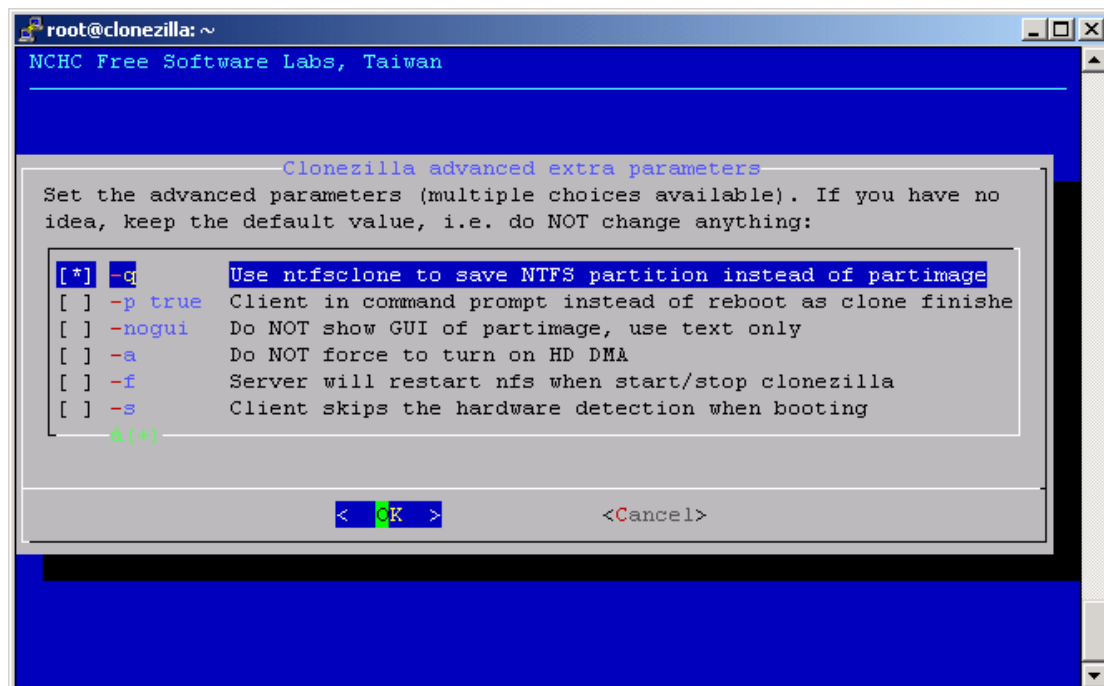 root@clonezilla: ~
NCHC Free Software Labs, Taiwan
Clonezilla advanced extra parameters
Set the advanced parameters (multiple choices available). If you have no
idea, keep the default value, i.e. do NOT change anything:
[*] -q Use ntfsclone to save NTFS partition instead of partimage
[ ] -p true Client in command prompt instead of reboot as clone finishe
[ ] -nogui Do NOT show GUI of partimage, use text only
[ ] -a Do NOT force to turn on HD DMA
[ ] -f Server will restart nfs when start/stop clonezilla
[ ] -s Client skips the hardware detection when booting
&(+)
< OK > <Cancel>